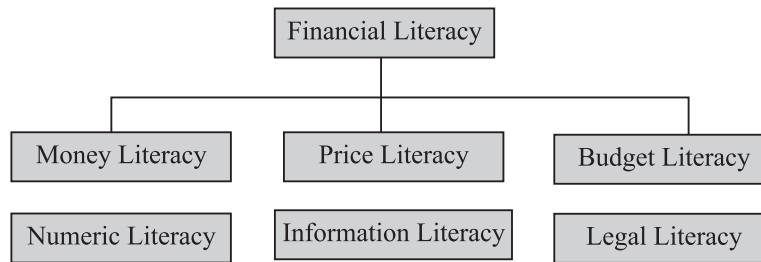 Financial Literacy
Money Literacy
Price Literacy
Budget Literacy
Numeric Literacy
Information Literacy
Legal Literacy